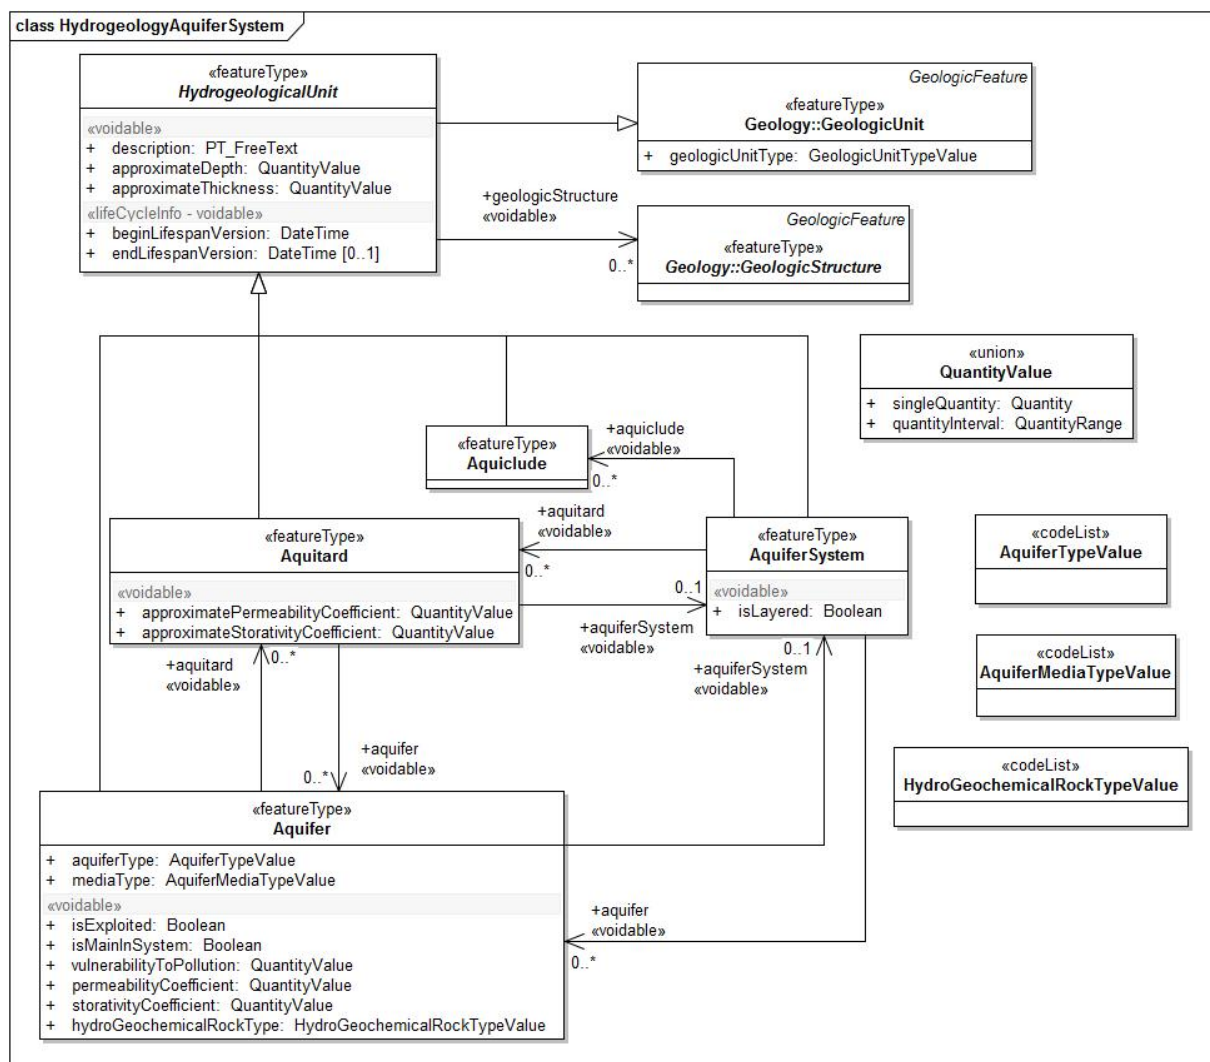 class HydrogeologyAquiferSystem
«featureType»
HydrogeologicalUnit
«voidable»
+ description: PT_FreeText
+ approximateDepth: QuantityValue
+ approximateThickness: QuantityValue
«lifeCycleInfo - voidable»
+ beginLifespanVersion: DateTime
+ endLifespanVersion: DateTime [0..1]
GeologicFeature
«featureType»
Geology::GeologicUnit
+ geologicUnitType: GeologicUnitTypeValue
+geologicStructure
«voidable»
0..*
GeologicFeature
«featureType»
Geology::GeologicStructure
«union»
QuantityValue
+ singleQuantity: Quantity
+ quantityInterval: QuantityRange
«featureType»
Aquiclude
+aquiclude
«voidable»
0..*
«featureType»
Aquitard
«voidable»
+ approximatePermeabilityCoefficient: QuantityValue
+ approximateStorativityCoefficient: QuantityValue
+aquitard
«voidable»
0..*
0..1
+aquiferSystem
«voidable»
«featureType»
AquiferSystem
«voidable»
+ isLayered: Boolean
«codeList»
AquiferTypeValue
«codeList»
AquiferMediaTypeValue
«codeList»
HydroGeochemicalRockTypeValue
+aquitard
«voidable»
0..*
+aquifer
«voidable»
0..*
0..1
+aquiferSystem
«voidable»
«featureType»
Aquifer
+ aquiferType: AquiferTypeValue
+ mediaType: AquiferMediaTypeValue
«voidable»
+ isExploited: Boolean
+ isMainInSystem: Boolean
+ vulnerabilityToPollution: QuantityValue
+ permeabilityCoefficient: QuantityValue
+ storativityCoefficient: QuantityValue
+ hydroGeochemicalRockType: HydroGeochemicalRockTypeValue
+aquifer
«voidable»
0..*